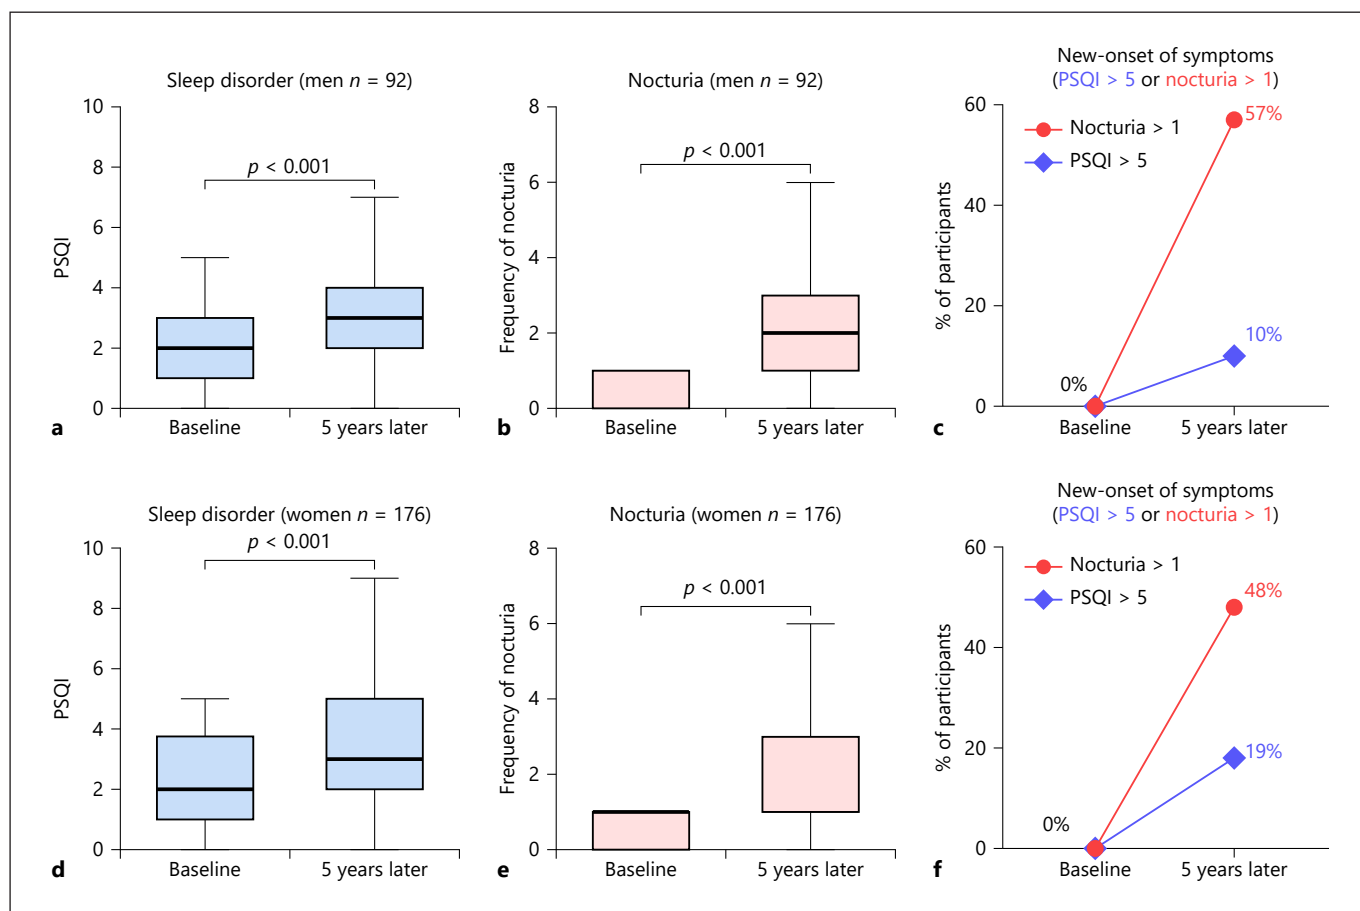 Sleep disorder (men n = 92)
10
8
6
4
2
0
PSQI
p < 0.001
Baseline
5 years later
a
Nocturia (men n = 92)
8
6
4
2
0
Frequency of nocturia
p < 0.001
Baseline
5 years later
b
New-onset of symptoms
(PSQI > 5 or nocturia > 1)
60
40
20
0
% of participants
Nocturia > 1
PSQI > 5
57%
10%
0%
Baseline
5 years later
c
Sleep disorder (women n = 176)
p < 0.001
10
8
6
4
2
0
PSQI
Baseline
5 years later
d
Nocturia (women n = 176)
8
6
4
2
0
Frequency of nocturia
p < 0.001
Baseline
5 years later
e
New-onset of symptoms
(PSQI > 5 or nocturia > 1)
60
40
20
0
% of participants
Nocturia > 1
PSQI > 5
48%
19%
0%
Baseline
5 years later
f